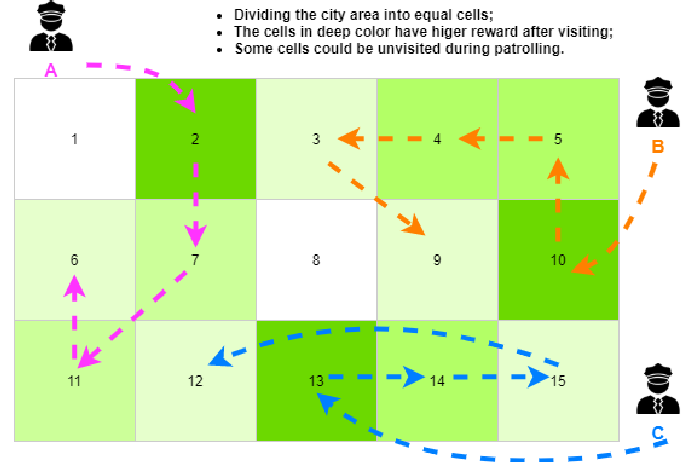 • Dividing the city area into equal cells;
• The cells in deep color have higer reward after visiting;
• Some cells could be unvisited during patrolling.
A
1 2 3 4 5
B
6 7 8 9 10
11 12 13 14 15
C